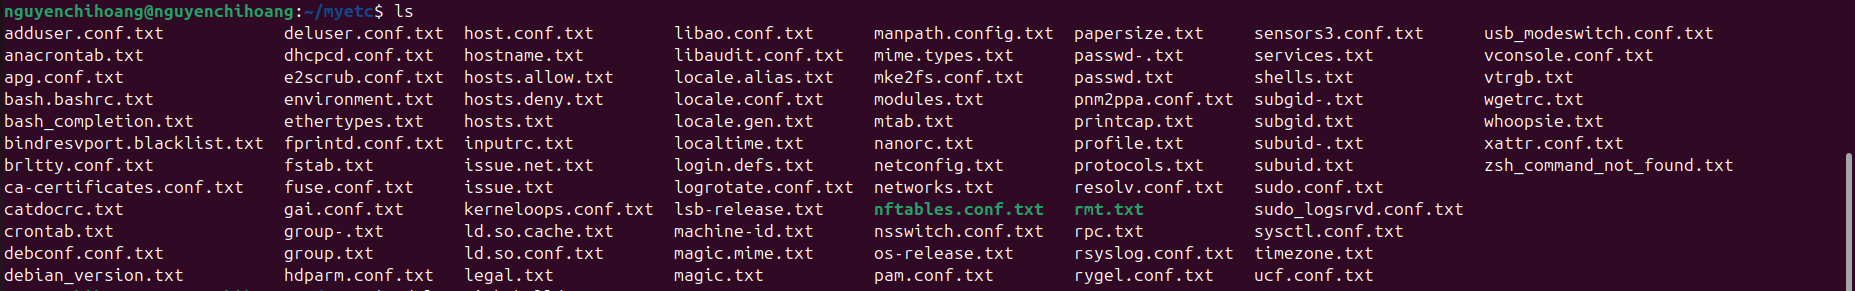 nguyenchihoang@nguyenchihoang:~/myetc$ ls
adduser.conf.txt deluser.conf.txt host.conf.txt libao.conf.txt manpath.config.txt papersize.txt sensors3.conf.txt usb_modeswitch.conf.txt
anacrontab.txt dhcpcd.conf.txt hostname.txt libaudit.conf.txt mime.types.txt passwd-.txt services.txt vconsole.conf.txt
apg.conf.txt e2scrub.conf.txt hosts.allow.txt locale.alias.txt mke2fs.conf.txt passwd.txt shells.txt vtrgb.txt
bash.bashrc.txt environment.txt hosts.deny.txt locale.conf.txt modules.txt pnm2ppa.conf.txt subgid-.txt wgetrc.txt
bash_completion.txt ethertypes.txt hosts.txt locale.gen.txt mtab.txt printcap.txt subgid.txt whoopsie.txt
bindresvport.blacklist.txt fprintd.conf.txt inputrc.txt localtime.txt nanorc.txt profile.txt subuid-.txt xattr.conf.txt
brltty.conf.txt fstab.txt issue.net.txt login.defs.txt netconfig.txt protocols.txt subuid.txt zsh_command_not_found.txt
ca-certificates.conf.txt fuse.conf.txt issue.txt logrotate.conf.txt networks.txt resolv.conf.txt sudo.conf.txt
catdocrc.txt gai.conf.txt kerneloops.conf.txt lsb-release.txt nftables.conf.txt rmt.txt sudo_logsrvd.conf.txt
crontab.txt group-.txt ld.so.cache.txt machine-id.txt nsswitch.conf.txt rpc.txt sysctl.conf.txt
debconf.conf.txt group.txt ld.so.conf.txt magic.mime.txt os-release.txt rsyslog.conf.txt timezone.txt
debian_version.txt hdparm.conf.txt legal.txt magic.txt pam.conf.txt rygel.conf.txt ucf.conf.txt